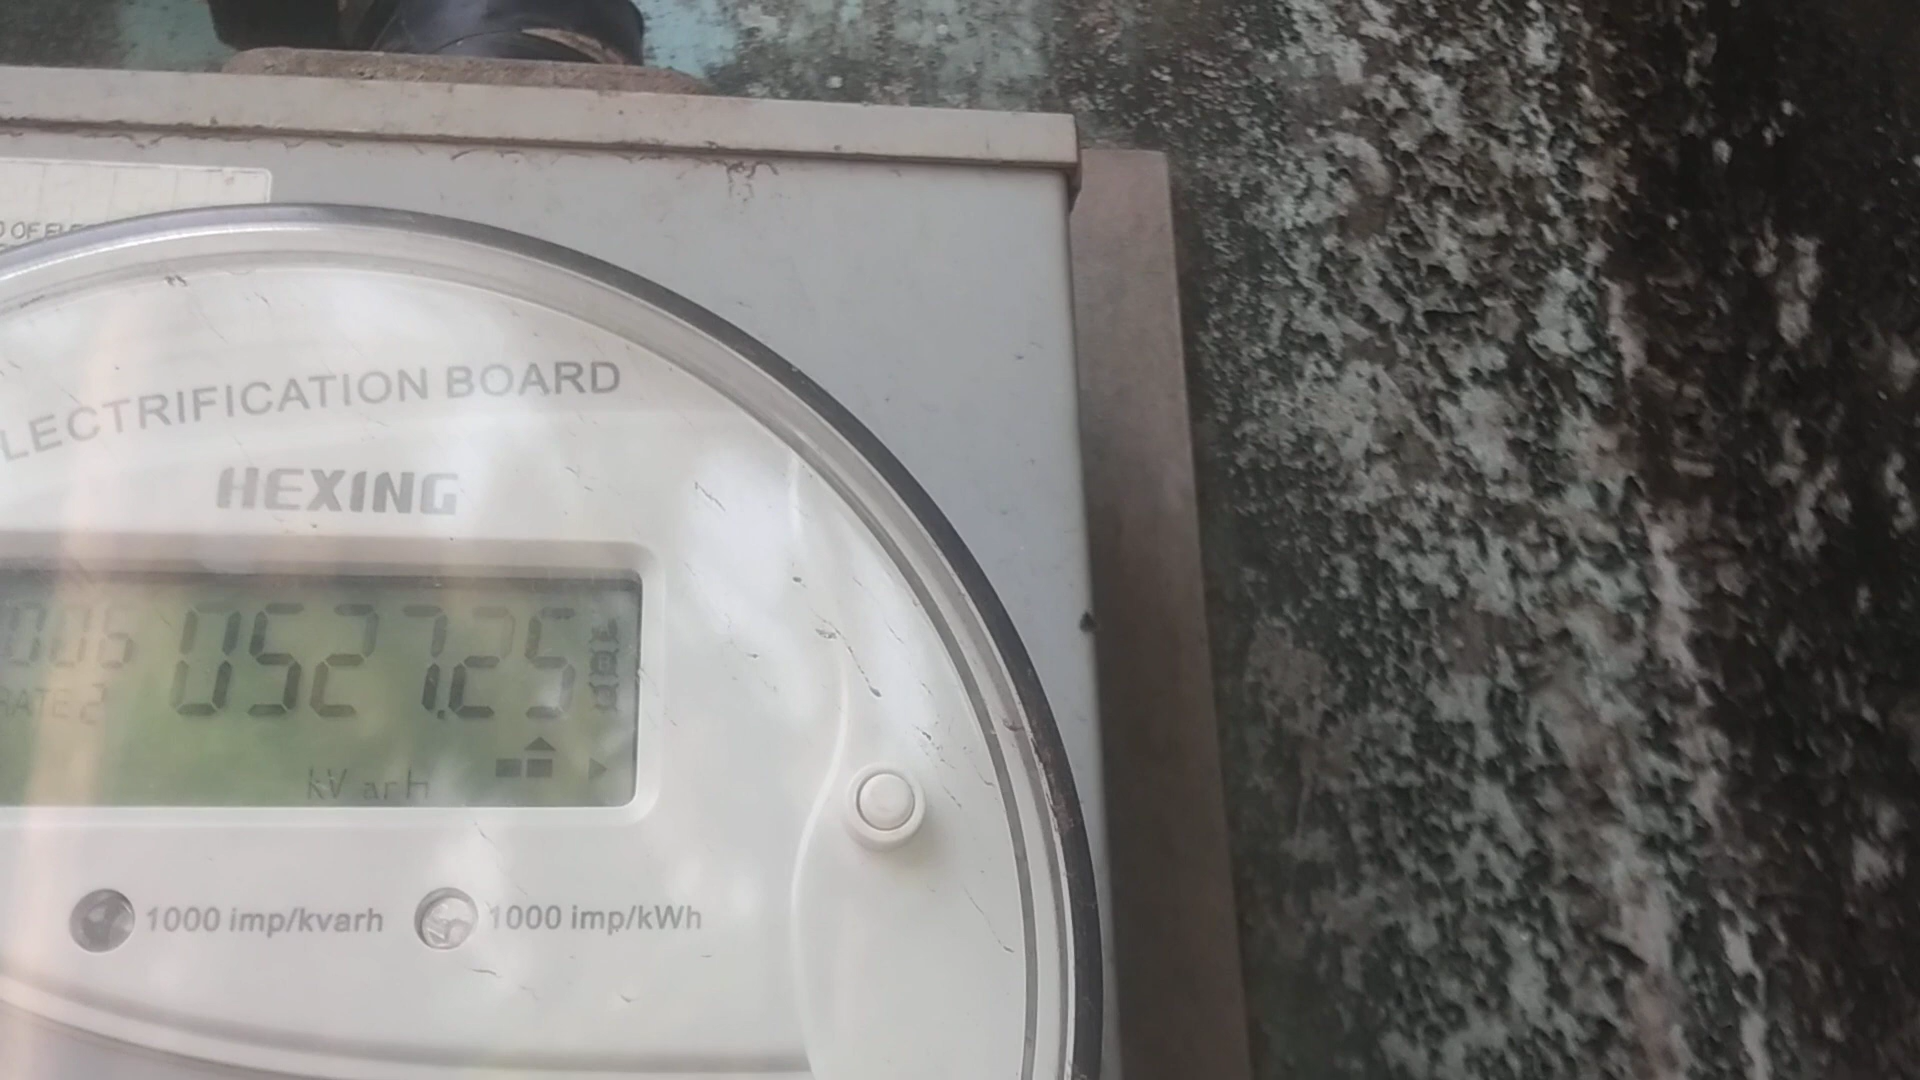 LECTRIFICATION BOARD
HEXING
006 0527.25
RATE 2
kVarh
1000 imp/kvarh 1000 imp/kWh